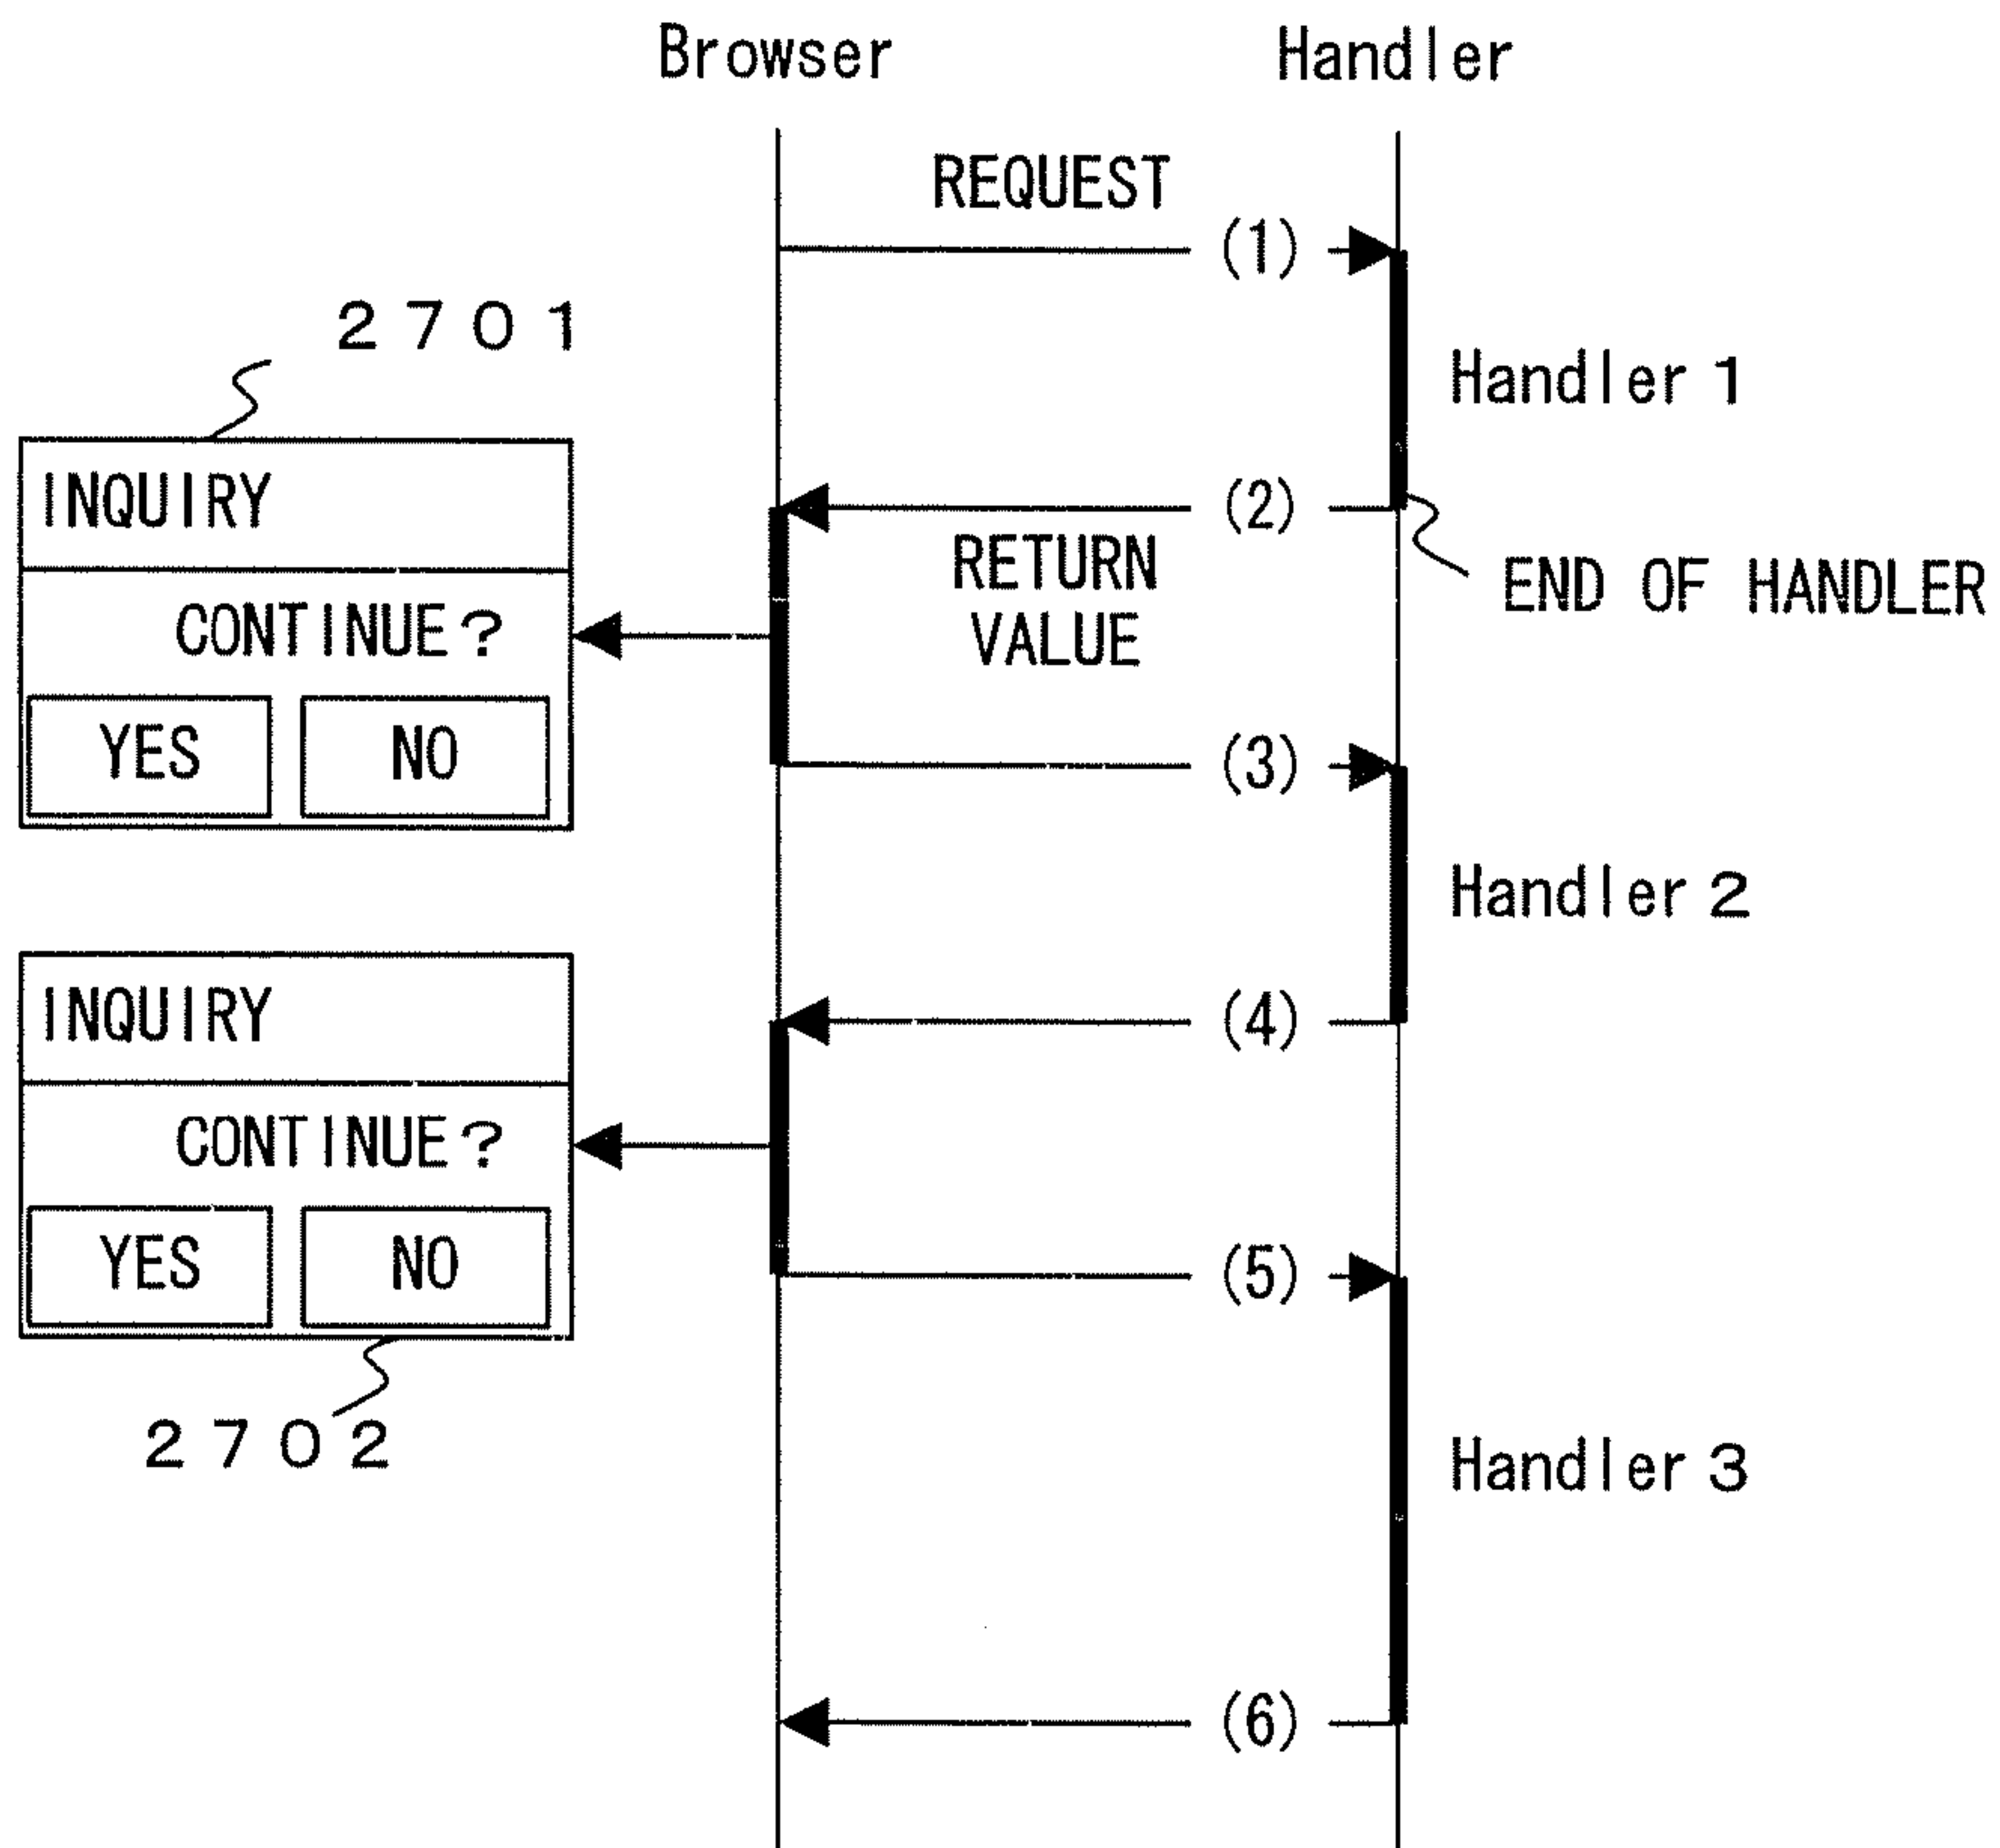 Browser
Handler
REQUEST
(1)
2701
Handler 1
INQUIRY
(2)
RETURN
VALUE
END OF HANDLER
CONTINUE?
YES
NO
(3)
Handler 2
INQUIRY
(4)
CONTINUE?
YES
NO
(5)
2702
Handler 3
(6)